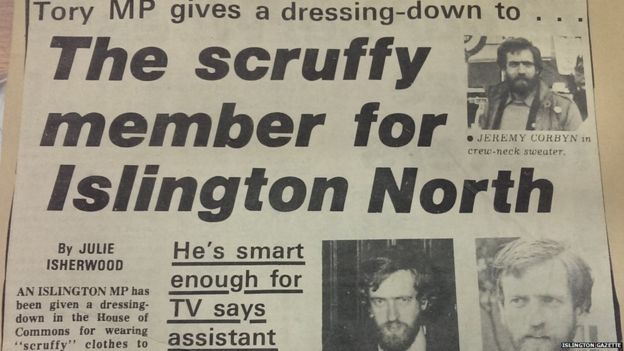 Tory MP gives a dressing-down to . . .
The scruffy
member for
Islington North
• JEREMY CORBYN in
crew-neck sweater.
By JULIE
ISHERWOOD
AN ISLINGTON MP has
been given a dressing-
down in the House of
Commons for wearing
"scruffy" clothes to
He's smart
enough for
TV says
assistant
ISLINGTON GAZETTE